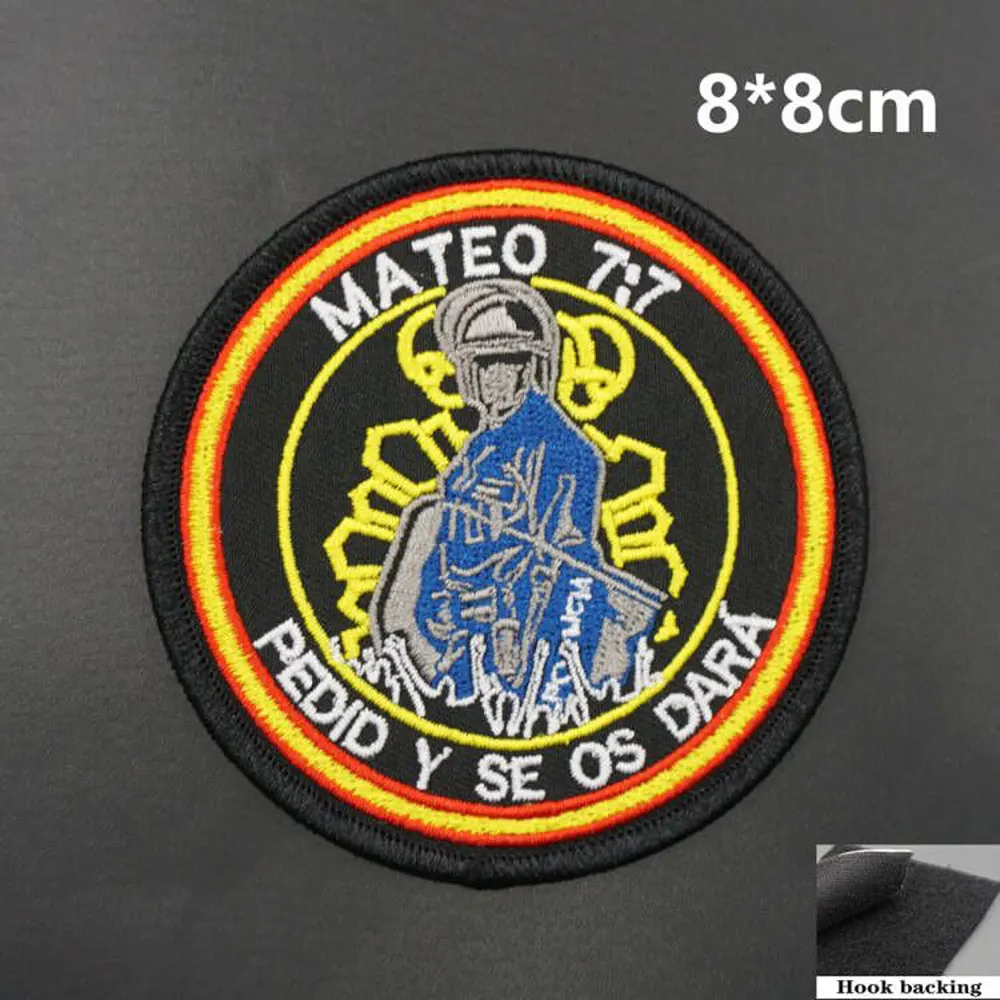 8*8cm
MATEO 7:7
PEDID Y SE OS DARÁ
Hook backing